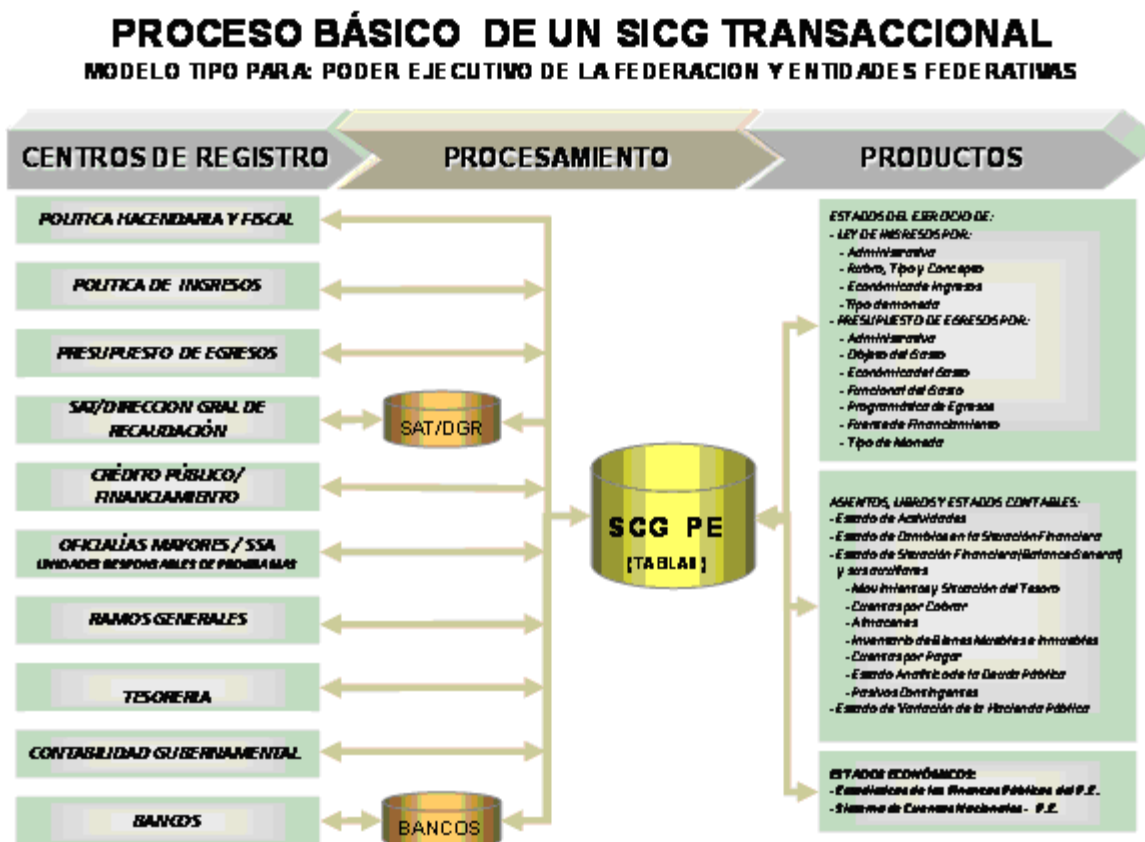 PROCESO BÁSICO DE UN SICG TRANSACCIONAL
MODELO TIPO PARA: PODER EJECUTIVO DE LA FEDERACION Y ENTIDADES FEDERATIVAS
CENTROS DE REGISTRO
PROCESAMIENTO
PRODUCTOS
POLITICA HACENDARIA Y FISCAL
POLITICA DE INGRESOS
PRESUPUESTO DE EGRESOS
SAT/DIRECCION GRAL DE
RECAUDACIÓN
CRÉDITO PÚBLICO/
FINANCIAMIENTO
OFICIALÍAS MAYORES / SSA
UNIDADES RESPONSABLES DE PROGRAMAS
RAMOS GENERALES
TESORERIA
CONTABILIDAD GUBERNAMENTAL
BANCOS
SAT/DGR
BANCOS
SCG PE
(TABLAS)
ESTADOS DEL EJERCICIO DE:
- LEY DE INGRESOS POR:
- Administrativa
- Rubro, Tipo y Concepto
- Económica de Ingresos
- Tipo de moneda
- PRESUPUESTO DE EGRESOS POR:
- Administrativa
- Objeto del Gasto
- Económica del Gasto
- Funcional del Gasto
- Programática de Egresos
- Fuente de Financiamiento
- Tipo de Moneda
ASIENTOS, LIBROS Y ESTADOS CONTABLES:
- Estado de Actividades
- Estado de Cambios en la Situación Financiera
- Estado de Situación Financiera (Balance General)
y sus auxiliares
- Movimientos y Situación del Tesoro
- Cuentas por Cobrar
- Almacenes
- Inventario de Bienes Muebles e Inmuebles
- Cuentas por Pagar
- Estado Analítico de la Deuda Pública
- Pasivos Contingentes
- Estado de Variación de la Hacienda Pública
ESTADOS ECONÓMICOS:
- Estadísticas de las Finanzas Públicas del P.E.
- Sistema de Cuentas Nacionales - P.E.